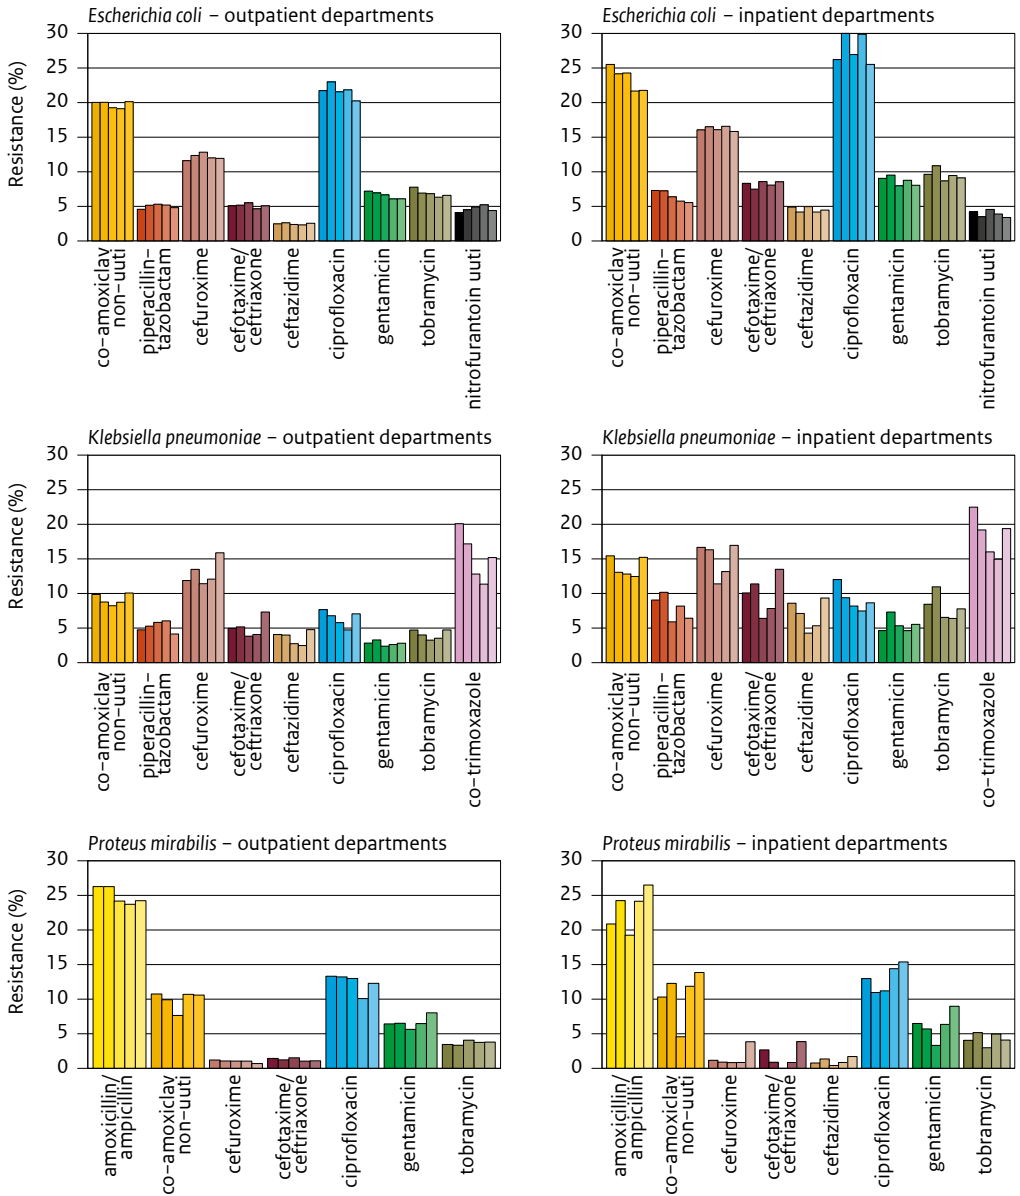 Escherichia coli – outpatient departments
Resistance (%)
30
25
20
15
10
5
0
co-amoxiclav
non-uuti
piperacillin-
tazobactam
cefuroxime
cefotaxime/
ceftriaxone
ceftazidime
ciprofloxacin
gentamicin
tobramycin
nitrofurantoin uuti
Escherichia coli – inpatient departments
30
25
20
15
10
5
0
co-amoxiclav
non-uuti
piperacillin-
tazobactam
cefuroxime
cefotaxime/
ceftriaxone
ceftazidime
ciprofloxacin
gentamicin
tobramycin
nitrofurantoin uuti
Klebsiella pneumoniae – outpatient departments
Resistance (%)
30
25
20
15
10
5
0
co-amoxiclav
non-uuti
piperacillin-
tazobactam
cefuroxime
cefotaxime/
ceftriaxone
ceftazidime
ciprofloxacin
gentamicin
tobramycin
co-trimoxazole
Klebsiella pneumoniae – inpatient departments
30
25
20
15
10
5
0
co-amoxiclav
non-uuti
piperacillin-
tazobactam
cefuroxime
cefotaxime/
ceftriaxone
ceftazidime
ciprofloxacin
gentamicin
tobramycin
co-trimoxazole
Proteus mirabilis – outpatient departments
Resistance (%)
30
25
20
15
10
5
0
amoxicillin/
ampicillin
co-amoxiclav
non-uuti
cefuroxime
cefotaxime/
ceftriaxone
ciprofloxacin
gentamicin
tobramycin
Proteus mirabilis – inpatient departments
30
25
20
15
10
5
0
amoxicillin/
ampicillin
co-amoxiclav
non-uuti
cefuroxime
cefotaxime/
ceftriaxone
ceftazidime
ciprofloxacin
gentamicin
tobramycin